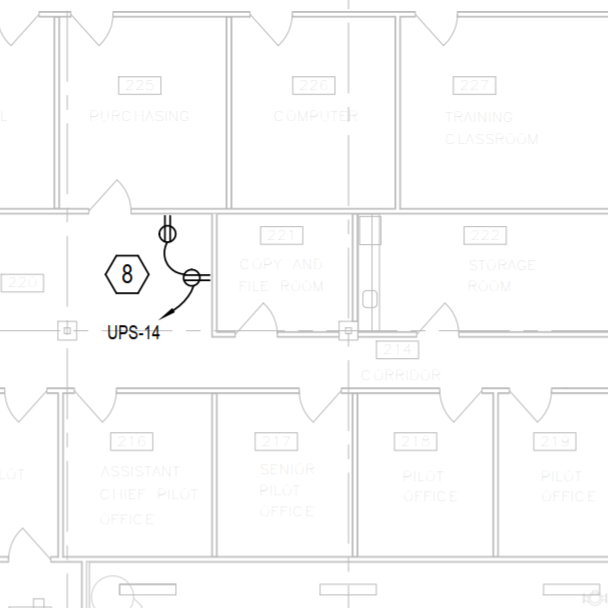 225
226
227
PURCHASING
COMPUTER
TRAINING
CLASSROOM
L
221
222
COPY AND
FILE ROOM
STORAGE
ROOM
8
220
UPS-14
214
CORRIDOR
216
217
218
219
ASSISTANT
CHIEF PILOT
OFFICE
SENIOR
PILOT
OFFICE
PILOT
OFFICE
PILOT
OFFICE
LOT